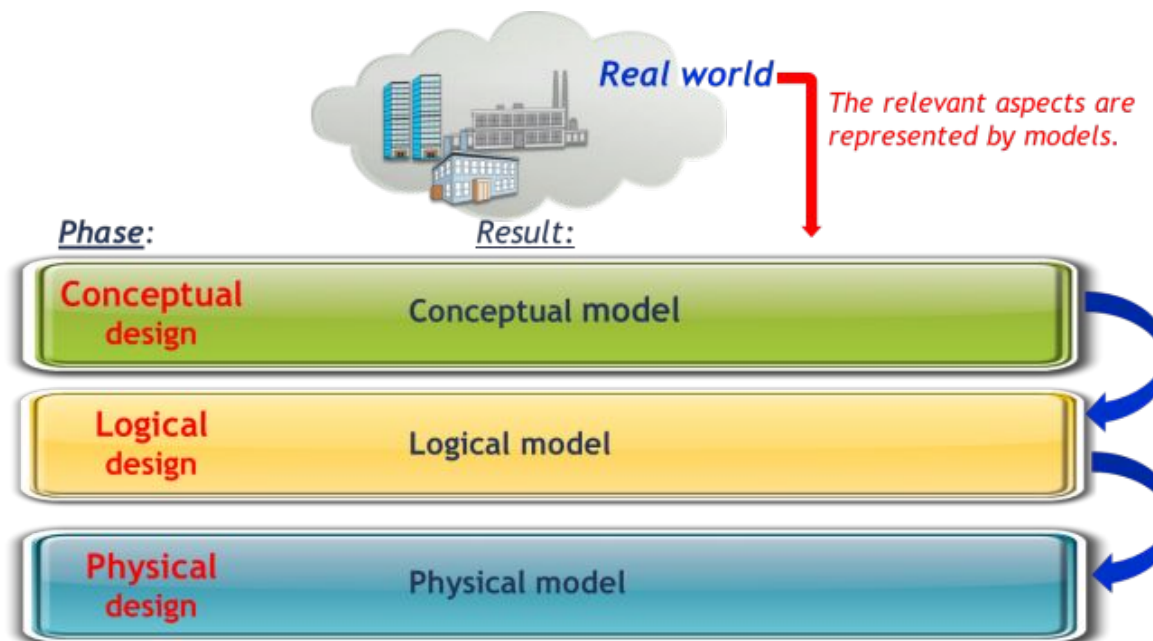 Real world
The relevant aspects are
represented by models.
Phase:
Result:
Conceptual
design
Conceptual model
Logical
design
Logical model
Physical
design
Physical model